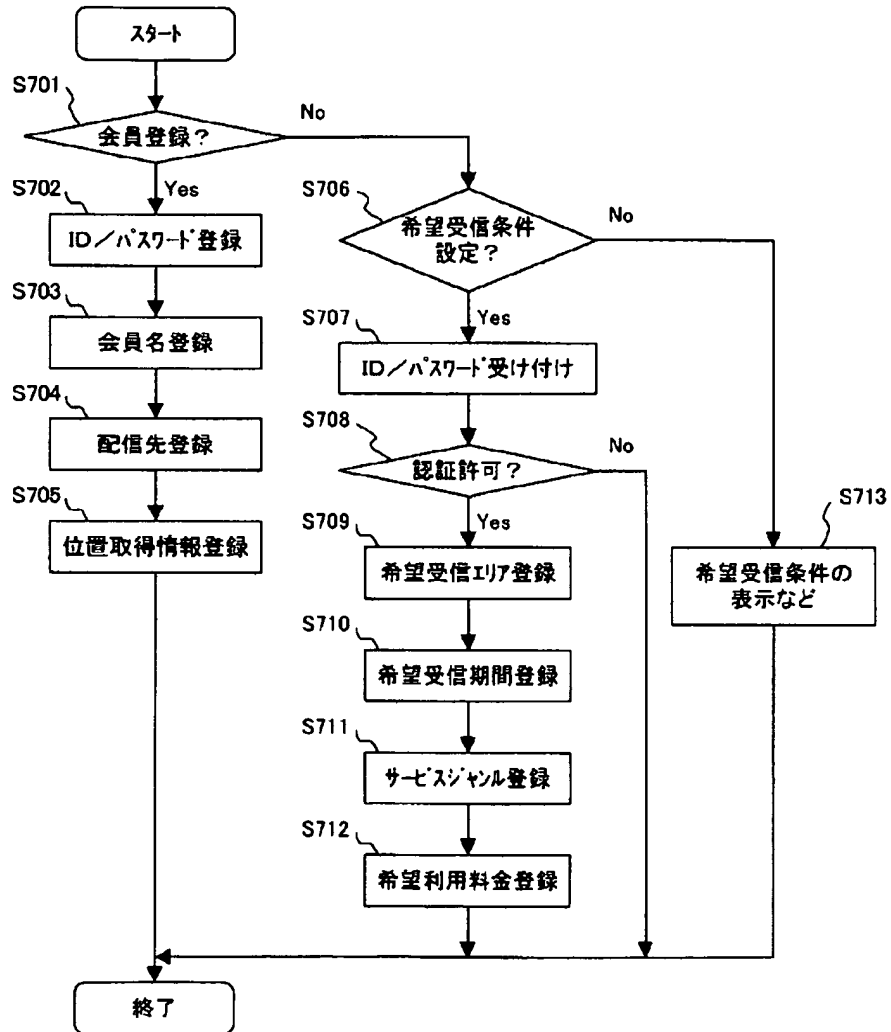 スタート
S701
会員登録?
No
Yes
S702
ID/パスワード登録
S703
会員名登録
S704
配信先登録
S705
位置取得情報登録
S706
希望受信条件
設定?
No
Yes
S707
ID/パスワード受け付け
S708
認証許可?
No
Yes
S709
希望受信エリア登録
S710
希望受信期間登録
S711
サービスジャンル登録
S712
希望利用料金登録
S713
希望受信条件の
表示など
終了